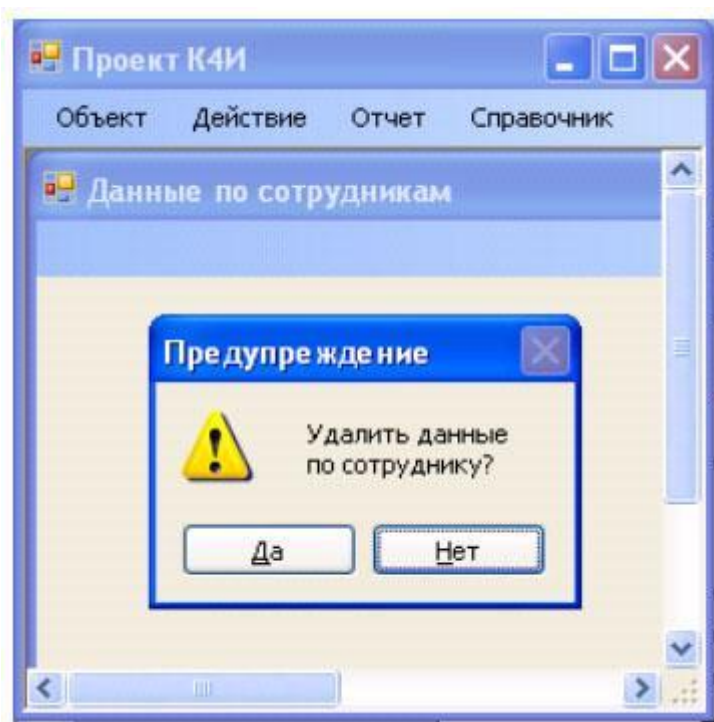 Проект К4И
Объект Действие Отчет Справочник
Данные по сотрудникам
Предупреждение
Удалить данные
по сотруднику?
Да Нет